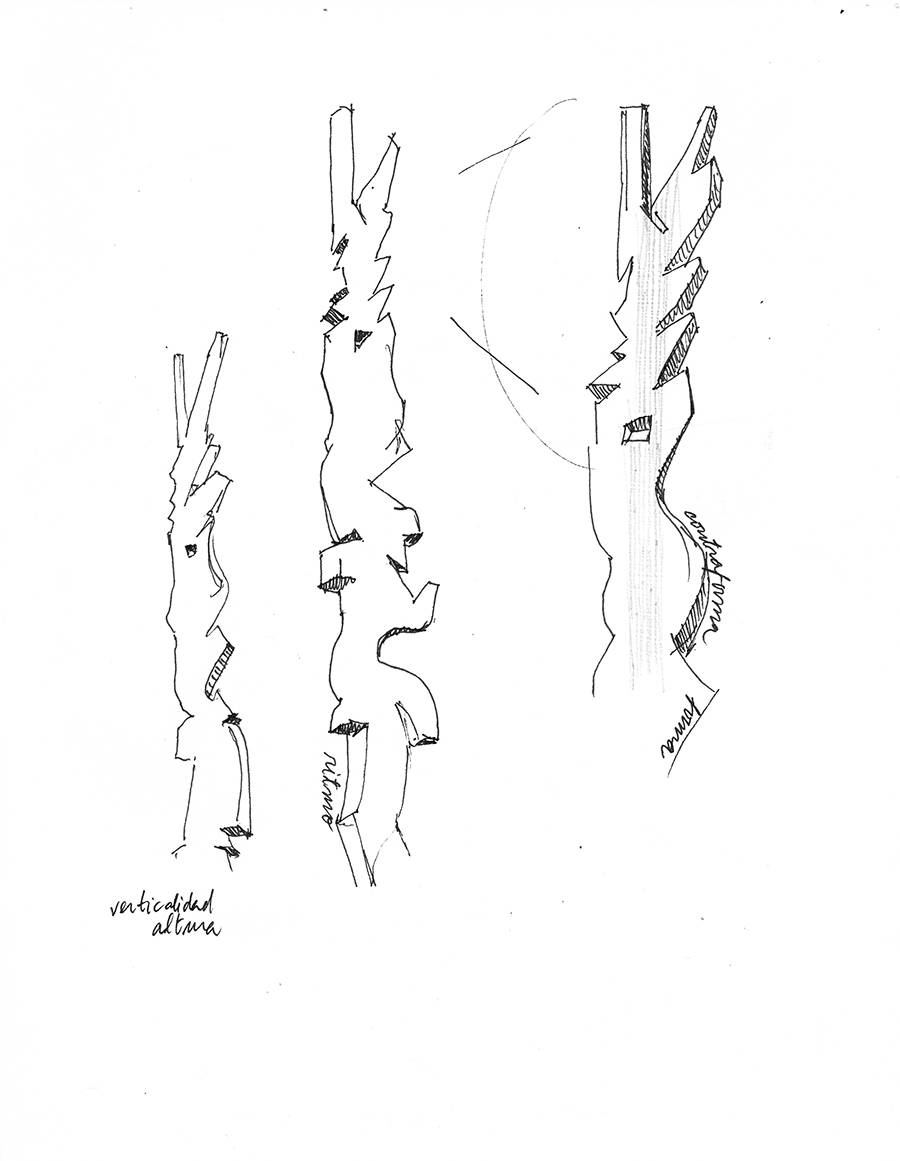 contraforma
forma
ritmo
verticalidad
altura